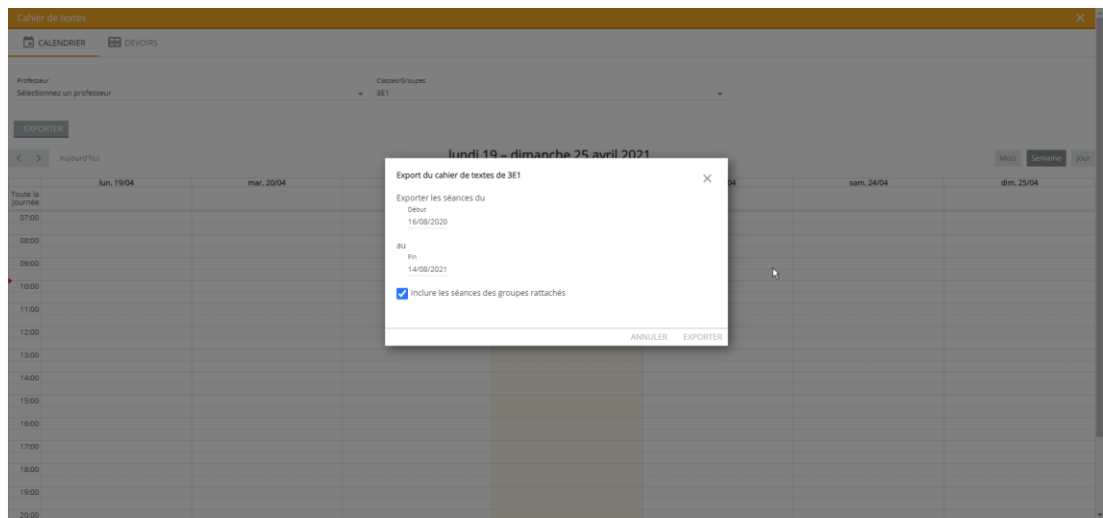 Cahier de textes
CALENDRIER DEVOIRS
Professeur Classes/Groupes
Sélectionnez un professeur 3E1
EXPORTER
Aujourd'hui lundi 19 – dimanche 25 avril 2021 Mois Semaine Jour
lun. 19/04 mar. 20/04 04 sam. 24/04 dim. 25/04
Toute la
journée
07:00
08:00
09:00
10:00
11:00
12:00
13:00
14:00
15:00
16:00
17:00
18:00
19:00
20:00
Export du cahier de textes de 3E1
Exporter les séances du
Début
16/08/2020
au
Fin
14/08/2021
Inclure les séances des groupes rattachés
ANNULER EXPORTER